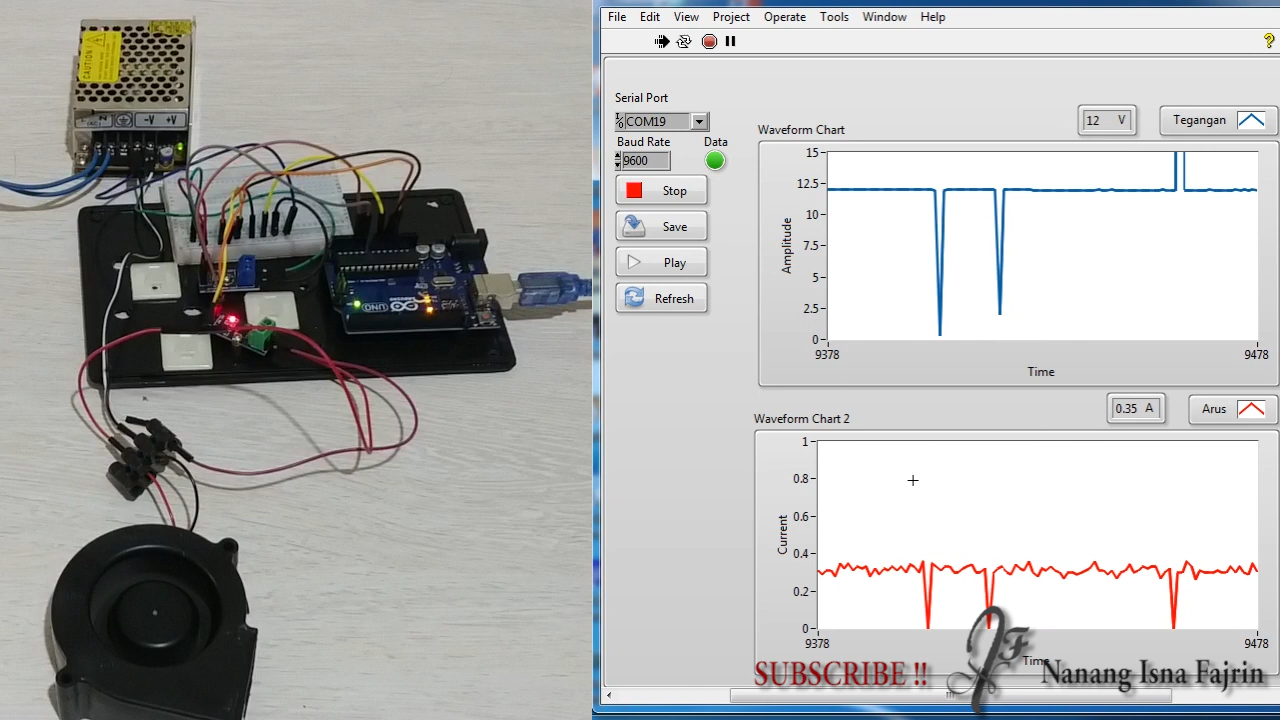 CAUTION!
-V +V
UNO
File Edit View Project Operate Tools Window Help
Serial Port
COM19
Baud Rate
9600
Data
Stop
Save
Play
Refresh
Waveform Chart
12 V
Tegangan
15
12.5
10
7.5
5
2.5
0
Amplitude
9378
9478
Time
Waveform Chart 2
0.35 A
Arus
1
0.8
0.6
0.4
0.2
0
Current
9378
9478
Time
SUBSCRIBE !!
JF
Nanang Isna Fajrin